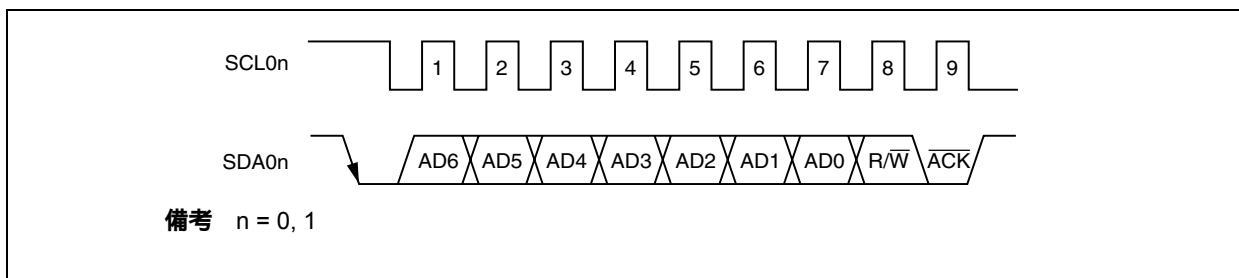 SCL0n 1 2 3 4 5 6 7 8 9
SDA0n AD6 AD5 AD4 AD3 AD2 AD1 AD0 R/W̅ A̅C̅K̅
備考 n = 0, 1